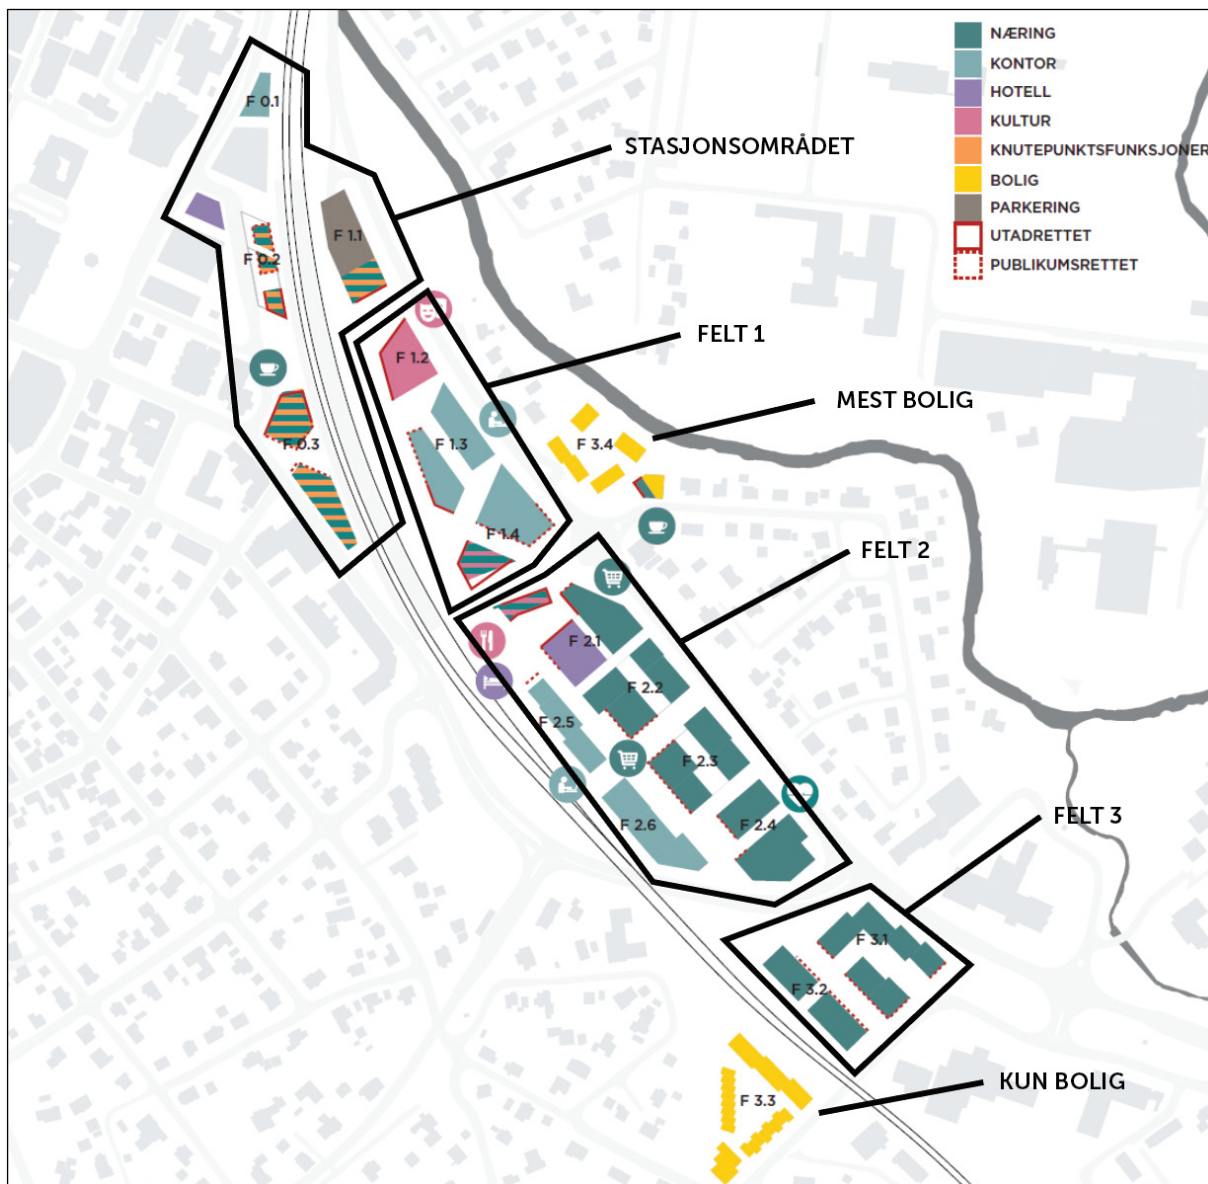 NÆRING
KONTOR
HOTELL
KULTUR
KNUTEPUNKTSFUNKSJONER
BOLIG
PARKERING
UTADRETTET
PUBLIKUMSRETTET
F 0.1
STASJONSOMRÅDET
F 1.1
F 0.2
FELT 1
F 1.2
MEST BOLIG
F 0.3
F 1.3
F 3.4
F 1.4
FELT 2
F 2.1
F 2.2
F 2.5
F 2.3
F 2.6
F 2.4
FELT 3
F 3.1
F 3.2
KUN BOLIG
F 3.3